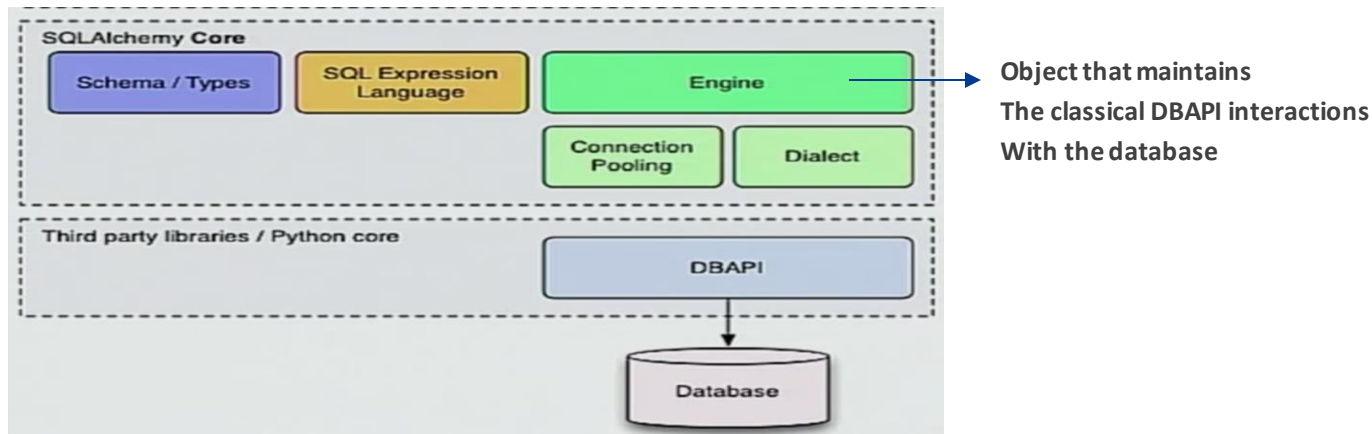 SQLAlchemy Core
Schema / Types
SQL Expression
Language
Engine
Connection
Pooling
Dialect
Third party libraries / Python core
DBAPI
Database
Object that maintains
The classical DBAPI interactions
With the database